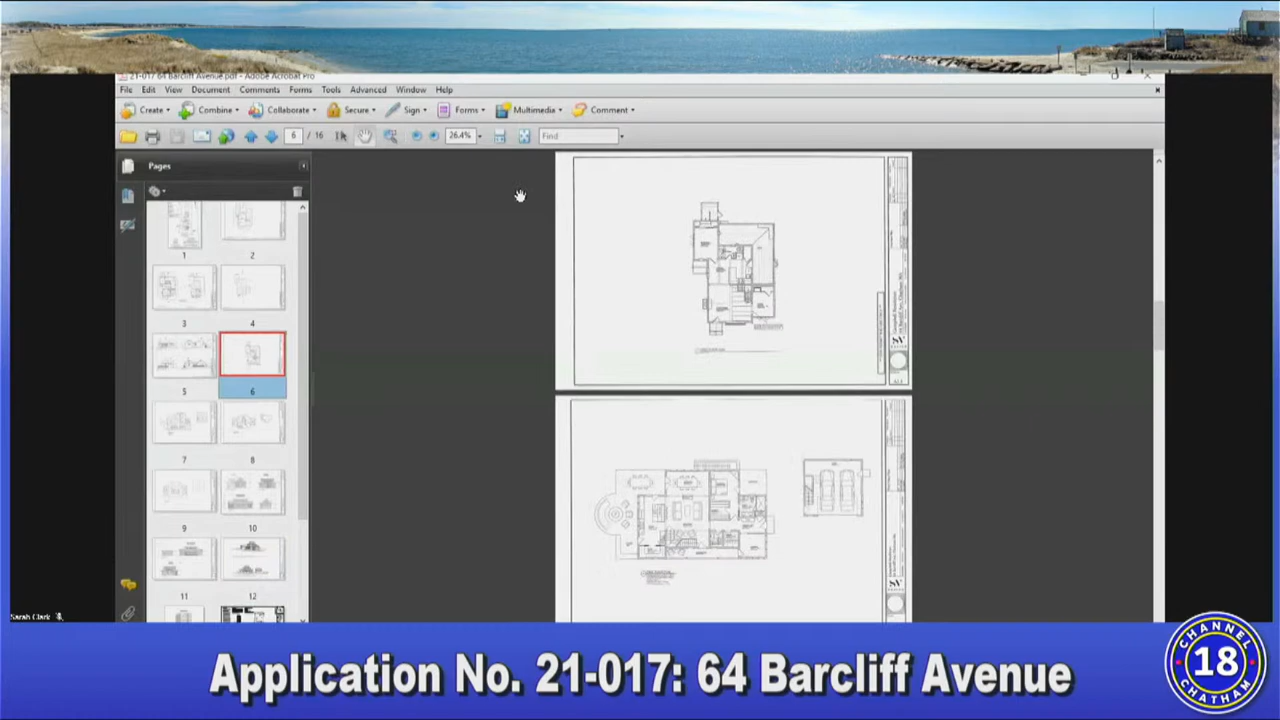 21-017 64 Barcliff Avenue.pdf - Adobe Acrobat Pro
File Edit View Document Comments Forms Tools Advanced Window Help
Create Combine Collaborate Secure Sign Forms Multimedia Comment
6 / 16 26.4% Find
Pages
1 2
3 4
5 6
7 8
9 10
11 12
SV
SV
Sarah Clark
Application No. 21-017: 64 Barcliff Avenue
CHANNEL
18
CHATHAM